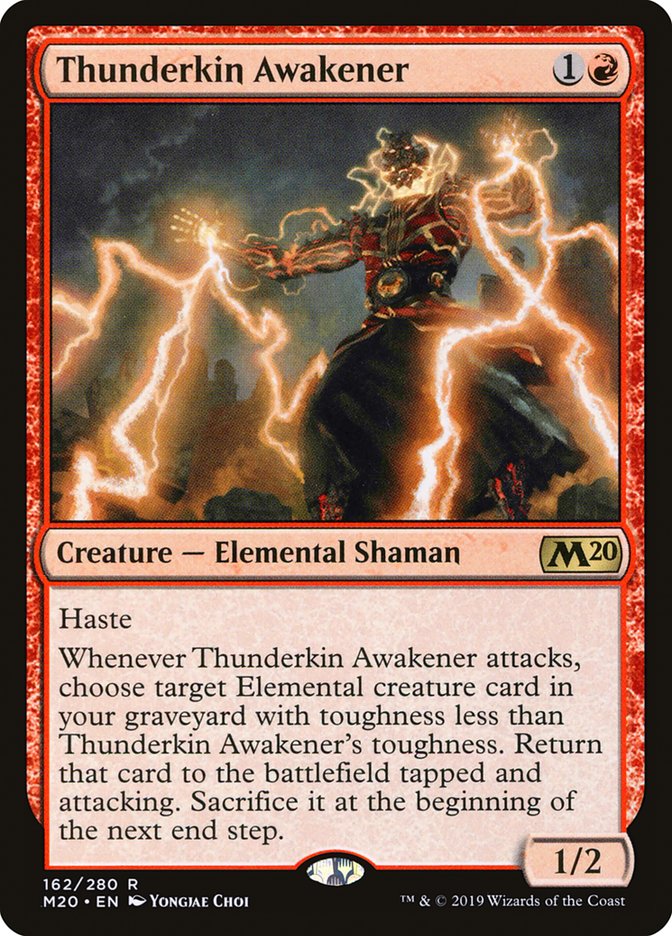 Thunderkin Awakener 1
Creature — Elemental Shaman M20
Haste
Whenever Thunderkin Awakener attacks,
choose target Elemental creature card in
your graveyard with toughness less than
Thunderkin Awakener's toughness. Return
that card to the battlefield tapped and
attacking. Sacrifice it at the beginning of
the next end step.
1/2
162/280 R
M20 • EN Yongjae Choi
™ & © 2019 Wizards of the Coast